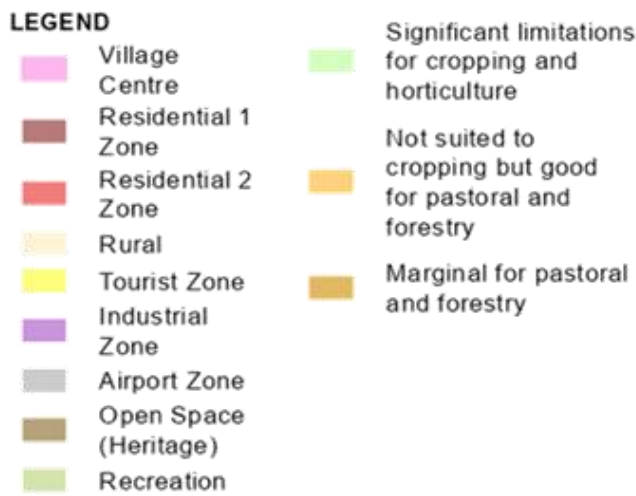 LEGEND
Village
Centre
Residential 1
Zone
Residential 2
Zone
Rural
Tourist Zone
Industrial
Zone
Airport Zone
Open Space
(Heritage)
Recreation
Significant limitations
for cropping and
horticulture
Not suited to
cropping but good
for pastoral and
forestry
Marginal for pastoral
and forestry